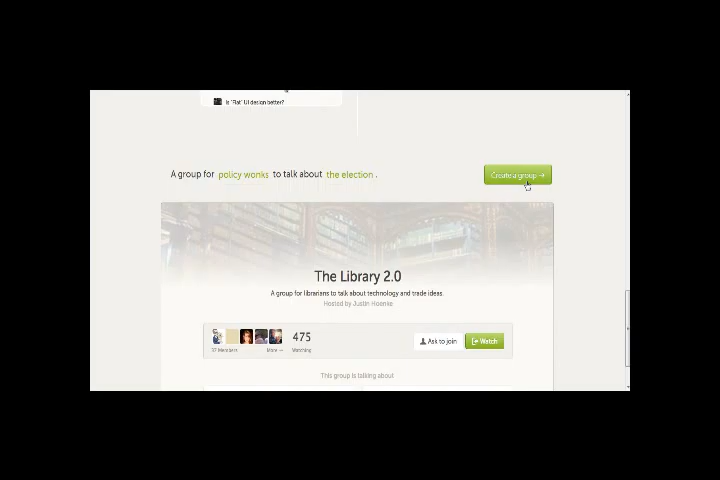 Is 'Flat' UI design better?
A group for policy wonks to talk about the election .
Create a group →
The Library 2.0
A group for librarians to talk about technology and trade ideas.
Hosted by Justin Hoenke
475
Ask to join
Watch
Members
More →
Watching
This group is talking about